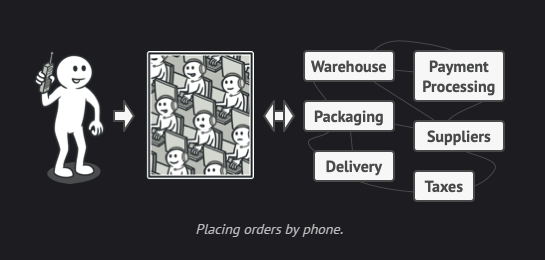 Warehouse
Payment
Processing
Packaging
Suppliers
Delivery
Taxes
Placing orders by phone.